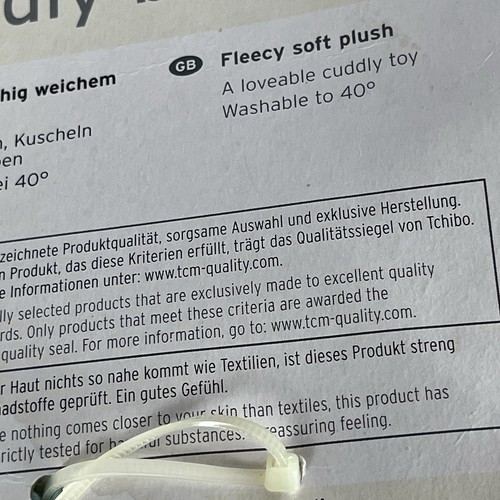 GB Fleecy soft plush
A loveable cuddly toy
Washable to 40°
hig weichem
, Kuscheln
en
ei 40°
zeichnete Produktqualität, sorgsame Auswahl und exklusive Herstellung.
n Produkt, das diese Kriterien erfüllt, trägt das Qualitätssiegel von Tchibo.
e Informationen unter: www.tcm-quality.com.
lly selected products that are exclusively made to excellent quality
rds. Only products that meet these criteria are awarded the
quality seal. For more information, go to: www.tcm-quality.com.
r Haut nichts so nahe kommt wie Textilien, ist dieses Produkt streng
adstoffe geprüft. Ein gutes Gefühl.
e nothing comes closer to your skin than textiles, this product has
rictly tested for substances. reassuring feeling.